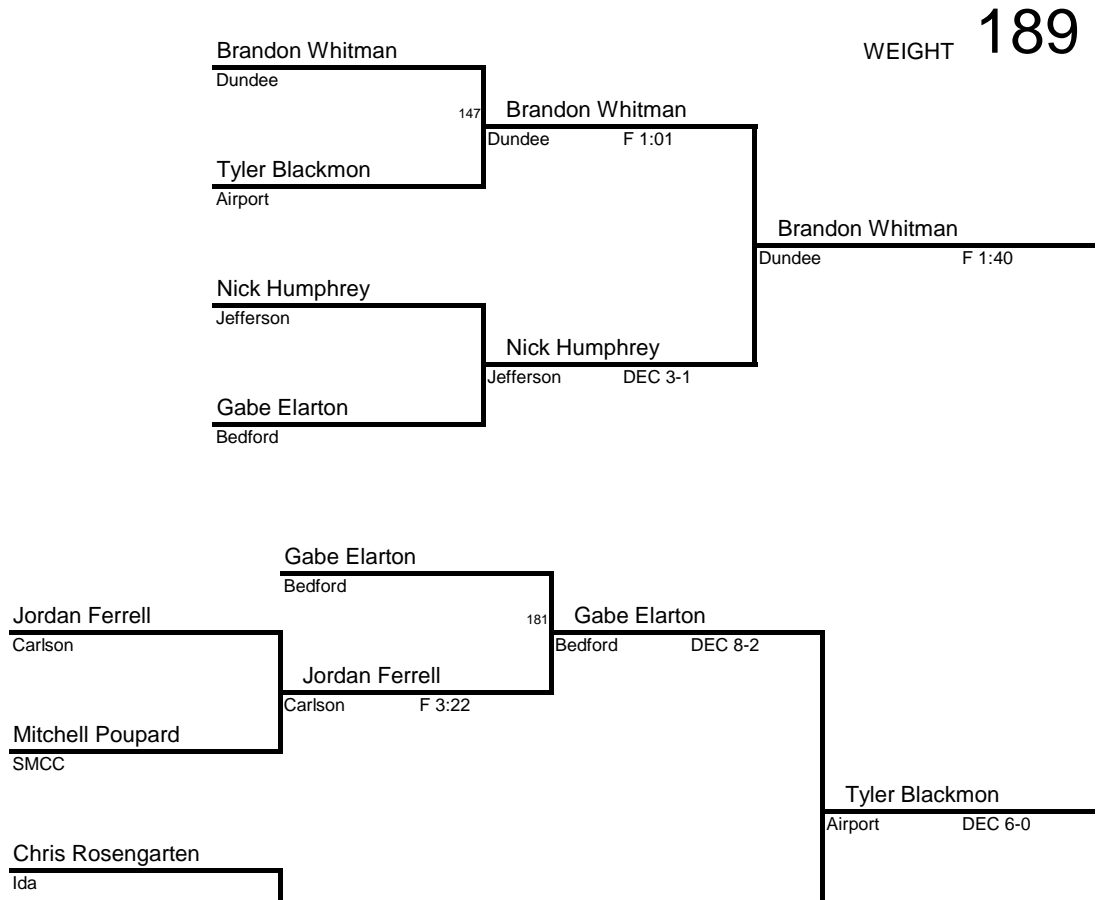 WEIGHT 189
Brandon Whitman
Dundee
147 Brandon Whitman
Dundee F 1:01
Tyler Blackmon
Airport
Brandon Whitman
Dundee F 1:40
Nick Humphrey
Jefferson
Nick Humphrey
Jefferson DEC 3-1
Gabe Elarton
Bedford
Gabe Elarton
Bedford
Jordan Ferrell
Carlson
181 Gabe Elarton
Bedford DEC 8-2
Jordan Ferrell
Carlson F 3:22
Mitchell Poupard
SMCC
Tyler Blackmon
Airport DEC 6-0
Chris Rosengarten
Ida